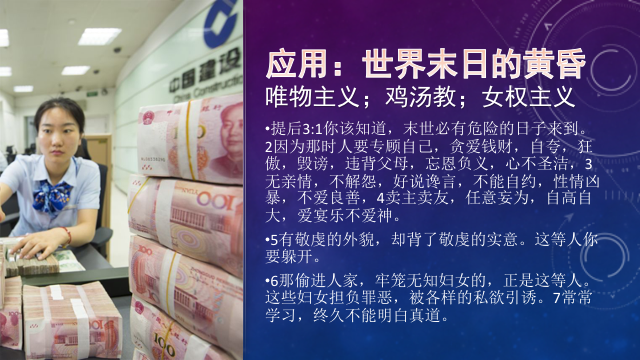 中国建设
China Construction
100
100
100
100
应用：世界末日的黄昏
唯物主义；鸡汤教；女权主义
•提后3:1你该知道，末世必有危险的日子来到。
2因为那时人要专顾自己，贪爱钱财，自夸，狂
傲，毁谤，违背父母，忘恩负义，心不圣洁，3
无亲情，不解怨，好说谗言，不能自约，性情凶
暴，不爱良善，4卖主卖友，任意妄为，自高自
大，爱宴乐不爱神。
•5有敬虔的外貌，却背了敬虔的实意。这等人你
要躲开。
•6那偷进人家，牢笼无知妇女的，正是这等人。
这些妇女担负罪恶，被各样的私欲引诱。7常常
学习，终久不能明白真道。